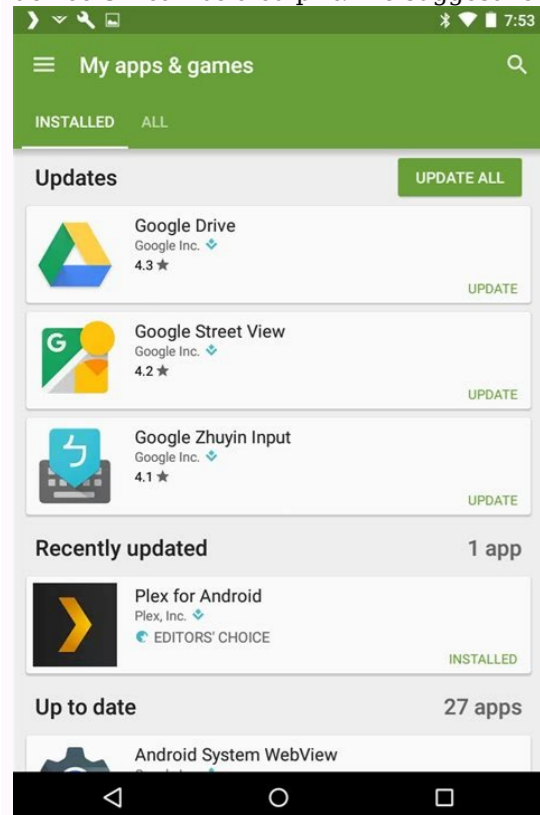 7:53
My apps & games
INSTALLED ALL
Updates UPDATE ALL
Google Drive
Google Inc.
4.3 ★
UPDATE
Google Street View
Google Inc.
4.2 ★
UPDATE
G
Google Zhuyin Input
Google Inc.
4.1 ★
UPDATE
ㄅ
Recently updated 1 app
Plex for Android
Plex, Inc.
EDITORS' CHOICE
INSTALLED
Up to date 27 apps
Android System WebView